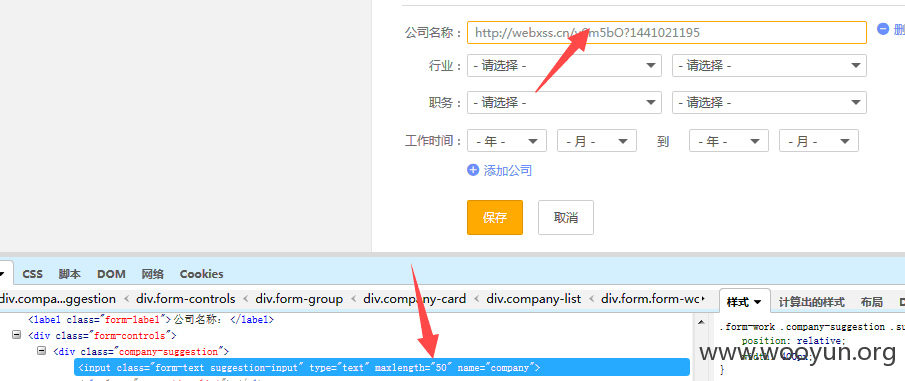 公司名称： http://webxss.cn/ 5bO?1441021195 删
行业： - 请选择 - - 请选择 -
职务： - 请选择 - - 请选择 -
工作时间： - 年 - - 月 - 到 - 年 - - 月 -
添加公司
保存 取消
CSS 脚本 DOM 网络 Cookies
div.compa...ggestion < div.form-controls < div.form-group < div.company-card < div.company-list < div.form.form-wc
样式 计算出的样式 布局
<label class="form-label">公司名称：</label>
<div class="form-controls">
<div class="company-suggestion">
<input class="form-text suggestion-input" type="text" maxlength="50" name="company">
.form-work .company-suggestion .su
position: relative;
width: 400px;
}
www.wooyun.org